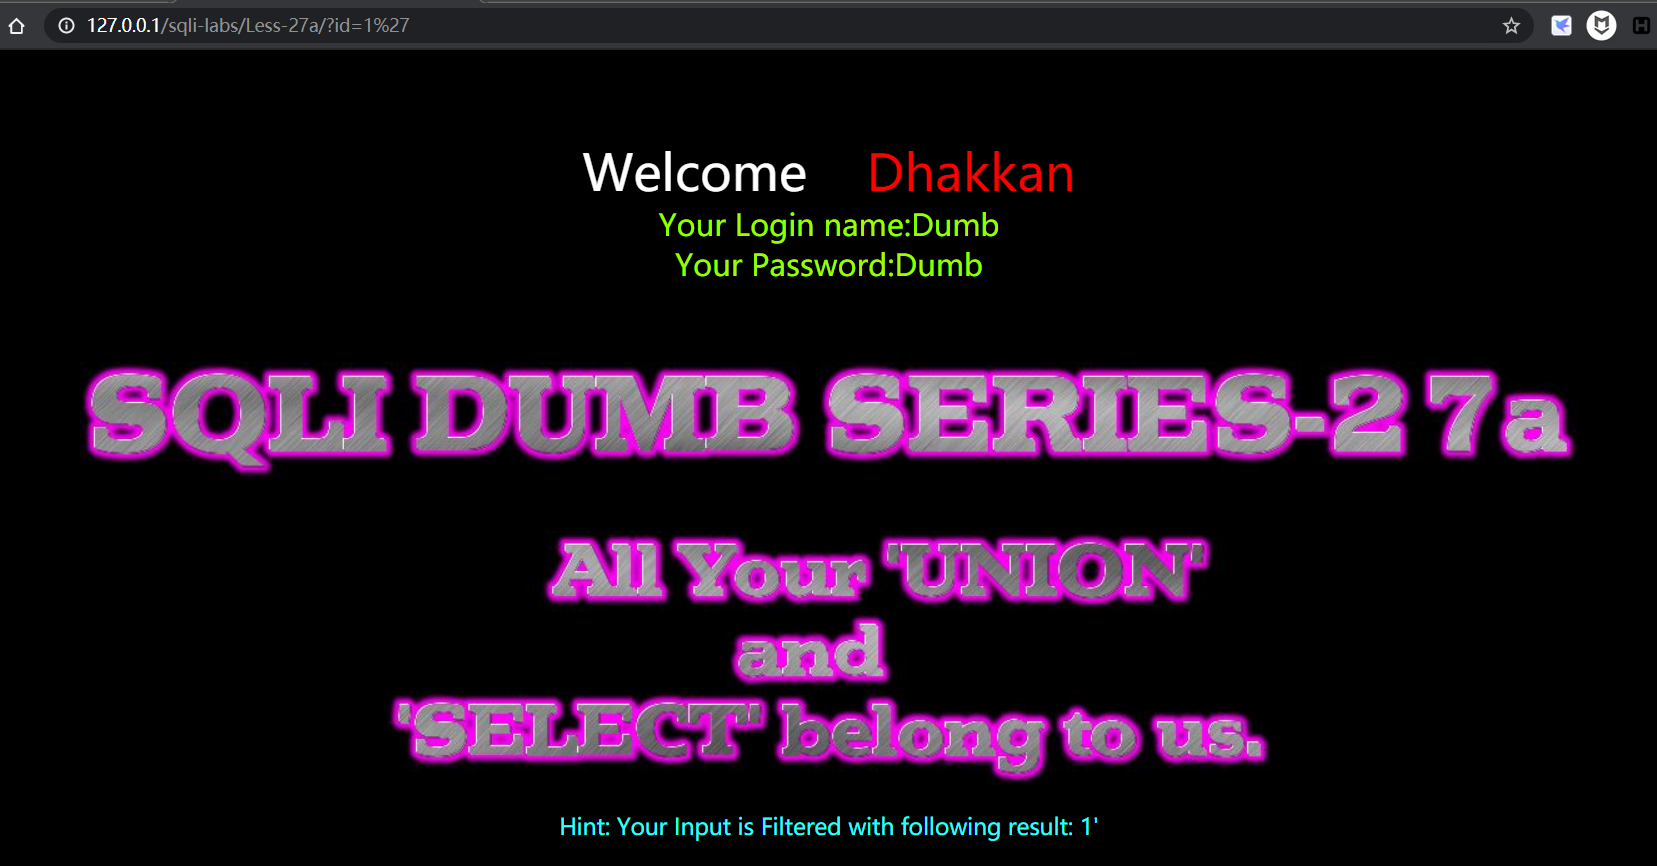 127.0.0.1/sqli-labs/Less-27a/?id=1%27
Welcome Dhakkan
Your Login name:Dumb
Your Password:Dumb
SQLI DUMB SERIES-2 7a
All Your 'UNION'
and
'SELECT' belong to us.
Hint: Your Input is Filtered with following result: 1'